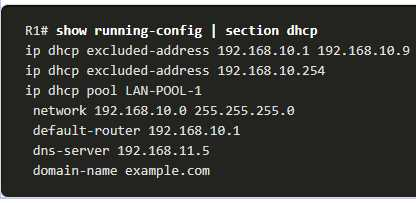 R1# show running-config | section dhcp
ip dhcp excluded-address 192.168.10.1 192.168.10.9
ip dhcp excluded-address 192.168.10.254
ip dhcp pool LAN-POOL-1
network 192.168.10.0 255.255.255.0
default-router 192.168.10.1
dns-server 192.168.11.5
domain-name example.com